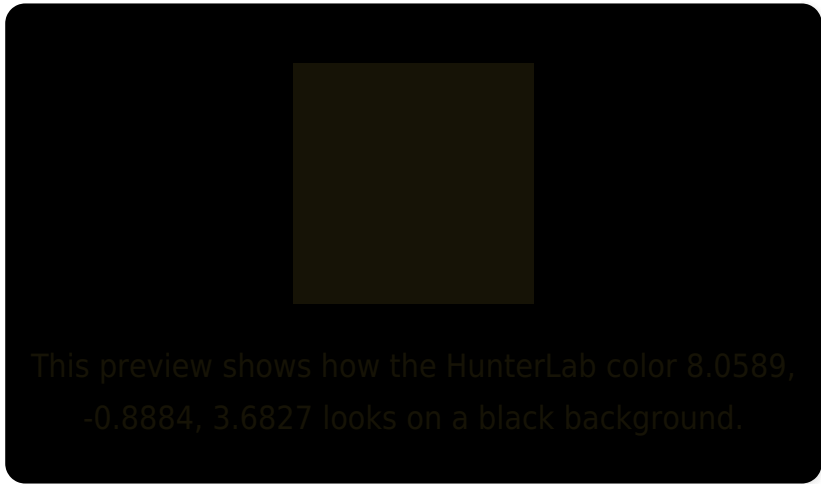 This preview shows how the HunterLab color 8.0589,
-0.8884, 3.6827 looks on a black background.